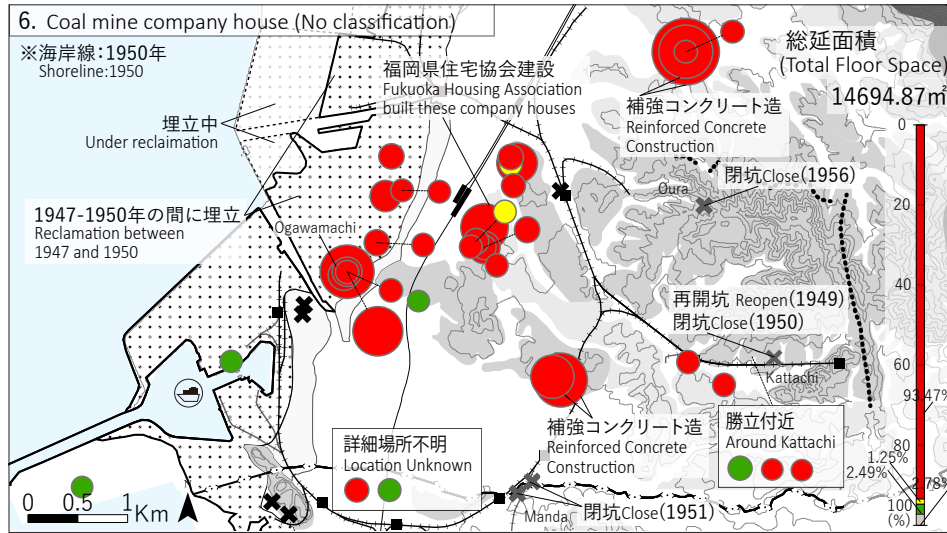 6. Coal mine company house (No classification)
※海岸線：1950年
Shoreline:1950
埋立中
Under reclamation
1947-1950年の間に埋立
Reclamation between
1947 and 1950
Ogawamachi
福岡県住宅協会建設
Fukuoka Housing Association
built these company houses
補強コンクリート造
Reinforced Concrete
Construction
総延面積
(Total Floor Space)
14694.87㎡
Oura
閉坑Close(1956)
再開坑 Reopen(1949)
閉坑Close(1950)
Kattachi
補強コンクリート造
Reinforced Concrete
Construction
勝立付近
Around Kattachi
詳細場所不明
Location Unknown
Manda
閉坑Close(1951)
0 0.5 1 Km
0
20
40
60
93.47%
80
1.25%
2.49%
2.78%
100
(%)